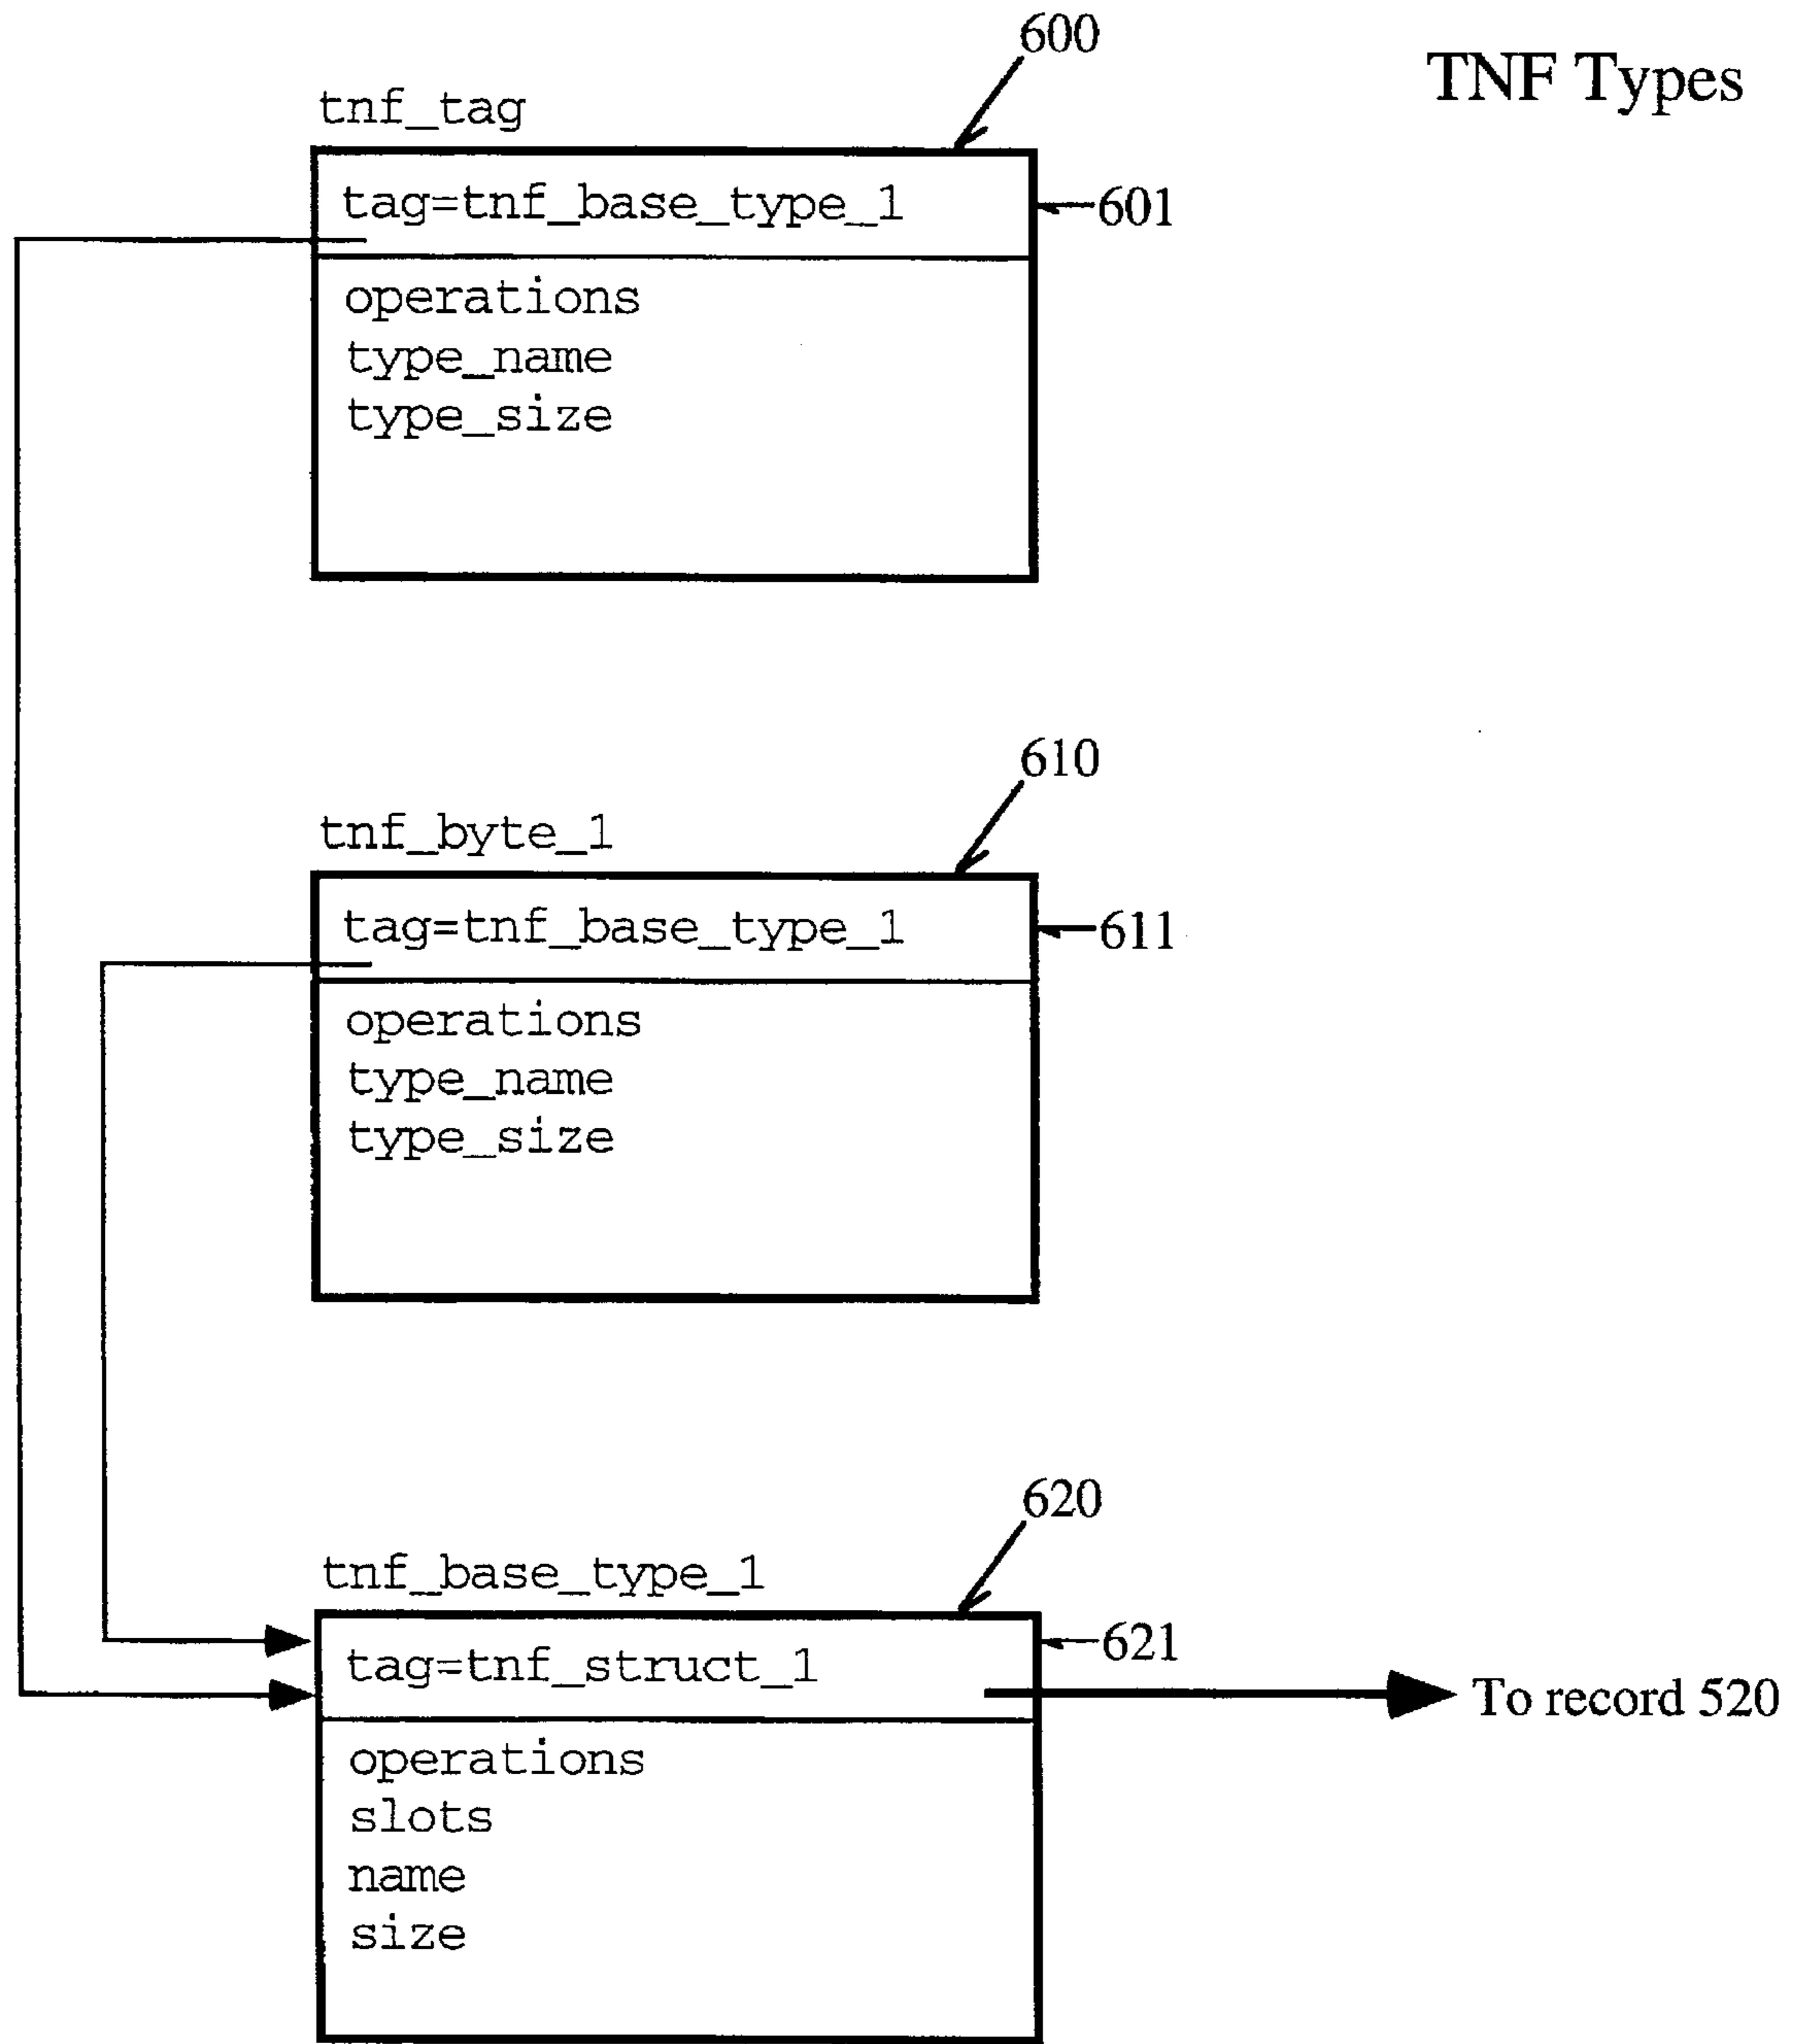 600
TNF Types
tnf_tag
tag=tnf_base_type_1
601
operations
type_name
type_size
610
tnf_byte_1
tag=tnf_base_type_1
611
operations
type_name
type_size
620
tnf_base_type_1
621
tag=tnf_struct_1
To record 520
operations
slots
name
size